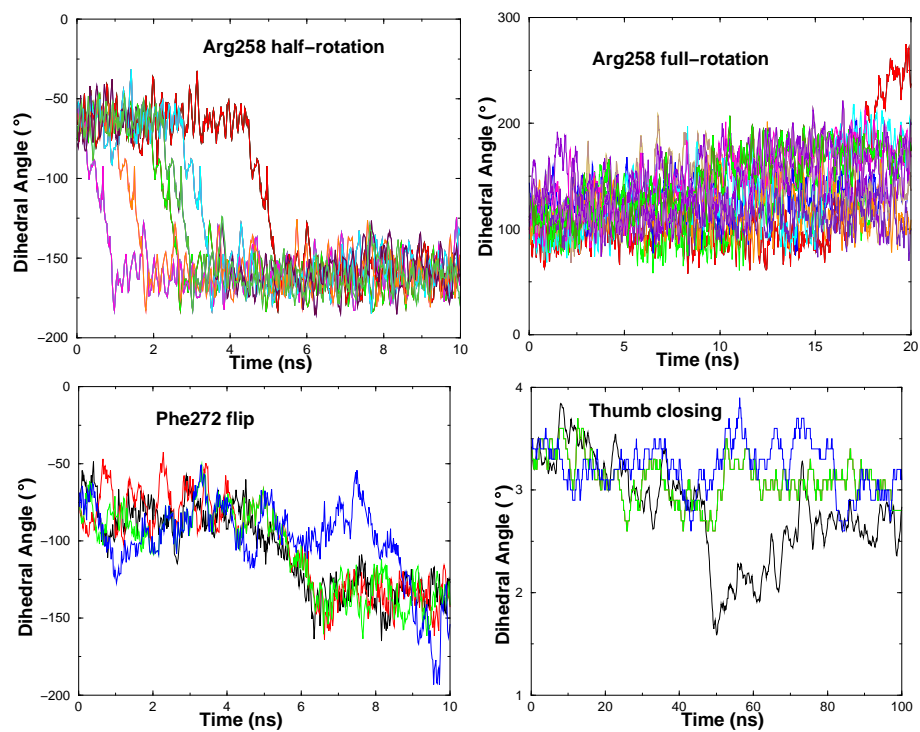 Arg258 half−rotation
Dihedral Angle ( °)
0
−50
−100
−150
−200
0 2 4 6 8 10
Time (ns)
Arg258 full−rotation
Dihedral Angle ( °)
300
200
100
0
0 5 10 15 20
Time (ns)
Phe272 flip
Dihedral Angle ( °)
0
−50
−100
−150
−200
0 2 4 6 8 10
Time (ns)
Thumb closing
Dihedral Angle ( °)
4
3
2
1
0 20 40 60 80 100
Time (ns)